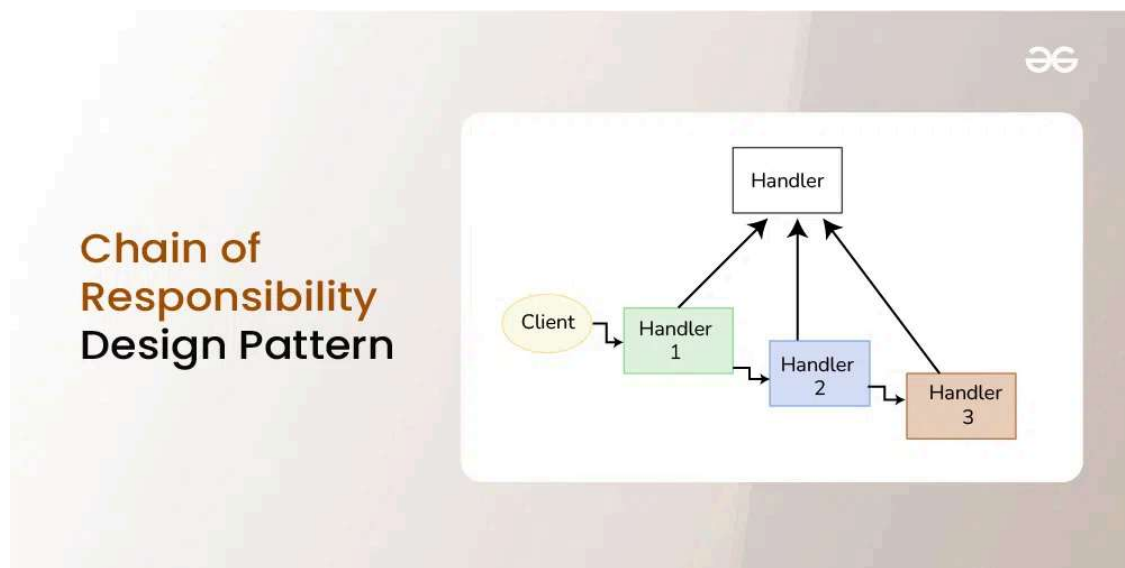 Chain of
Responsibility
Design Pattern
Handler
Client
Handler
1
Handler
2
Handler
3